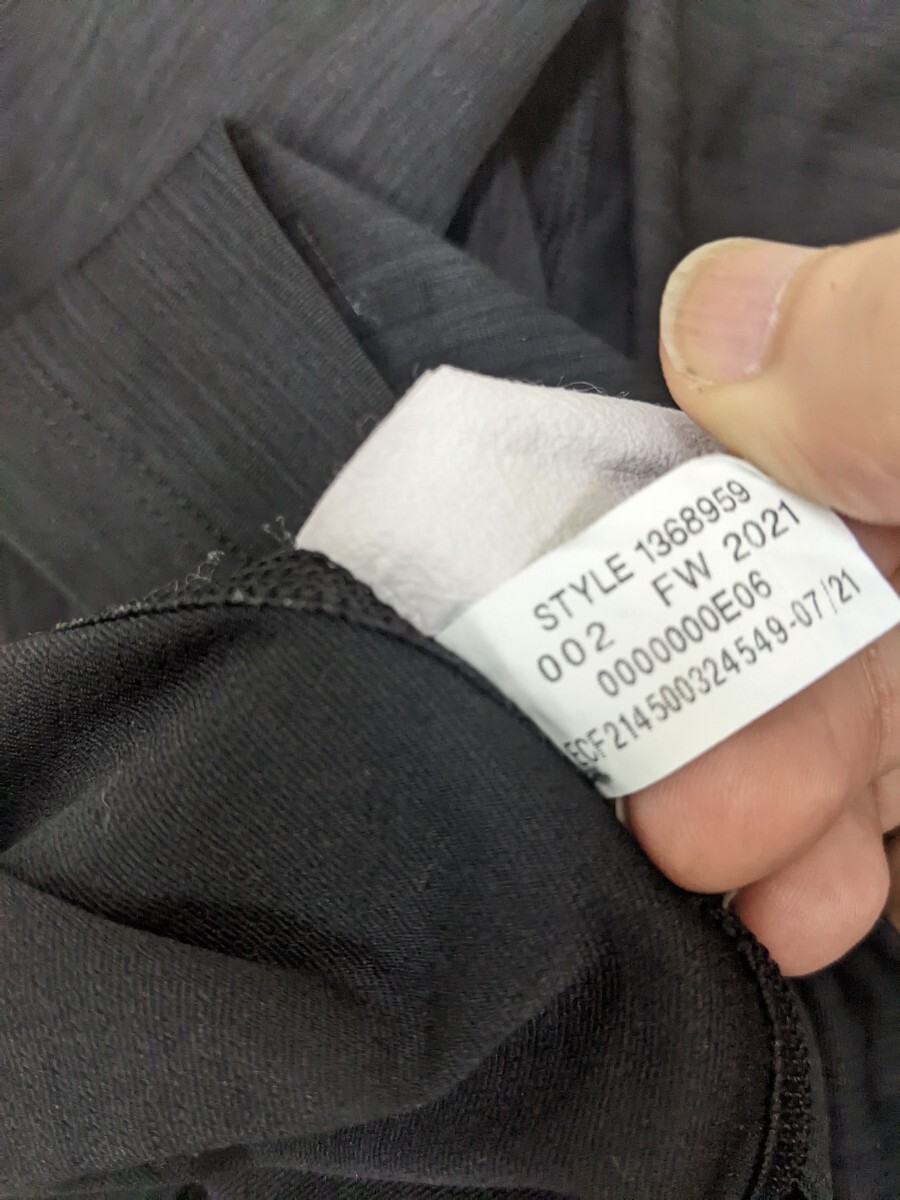 STYLE 1368959
002 FW 2021
0000000E06
ECF214500324549-07/21